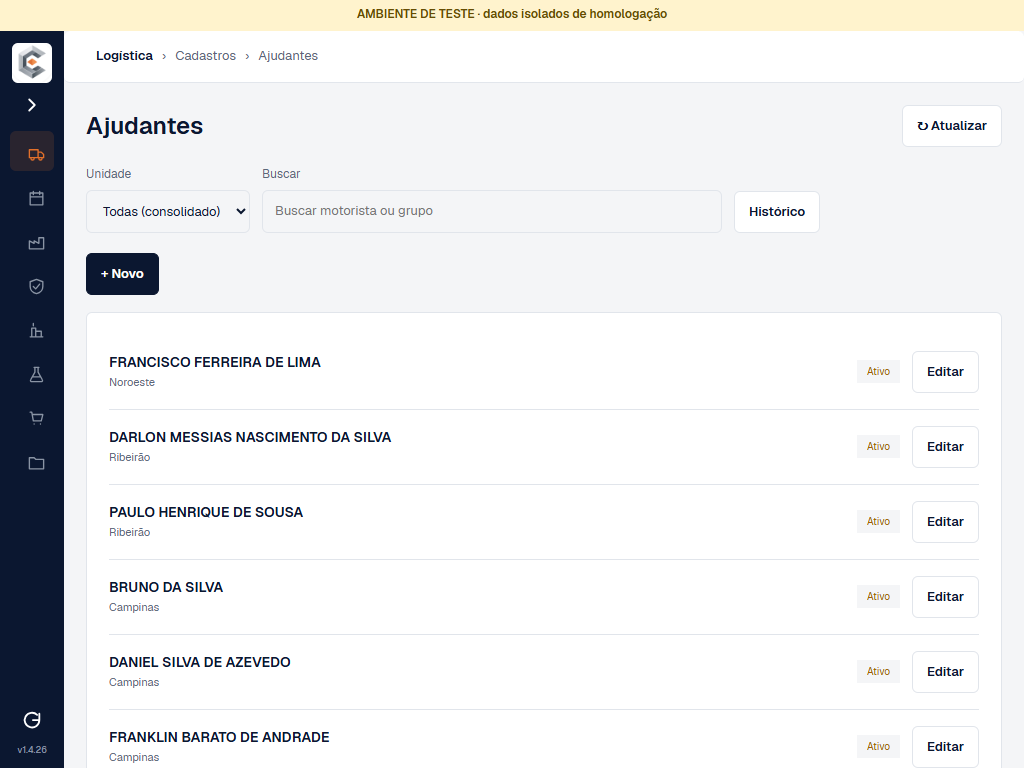 AMBIENTE DE TESTE · dados isolados de homologação
Logística › Cadastros › Ajudantes
Ajudantes
↻ Atualizar
Unidade
Buscar
Todas (consolidado)
Buscar motorista ou grupo
Histórico
+ Novo
FRANCISCO FERREIRA DE LIMA
Noroeste
Ativo
Editar
DARLON MESSIAS NASCIMENTO DA SILVA
Ribeirão
Ativo
Editar
PAULO HENRIQUE DE SOUSA
Ribeirão
Ativo
Editar
BRUNO DA SILVA
Campinas
Ativo
Editar
DANIEL SILVA DE AZEVEDO
Campinas
Ativo
Editar
FRANKLIN BARATO DE ANDRADE
Campinas
Ativo
Editar
v1.4.26